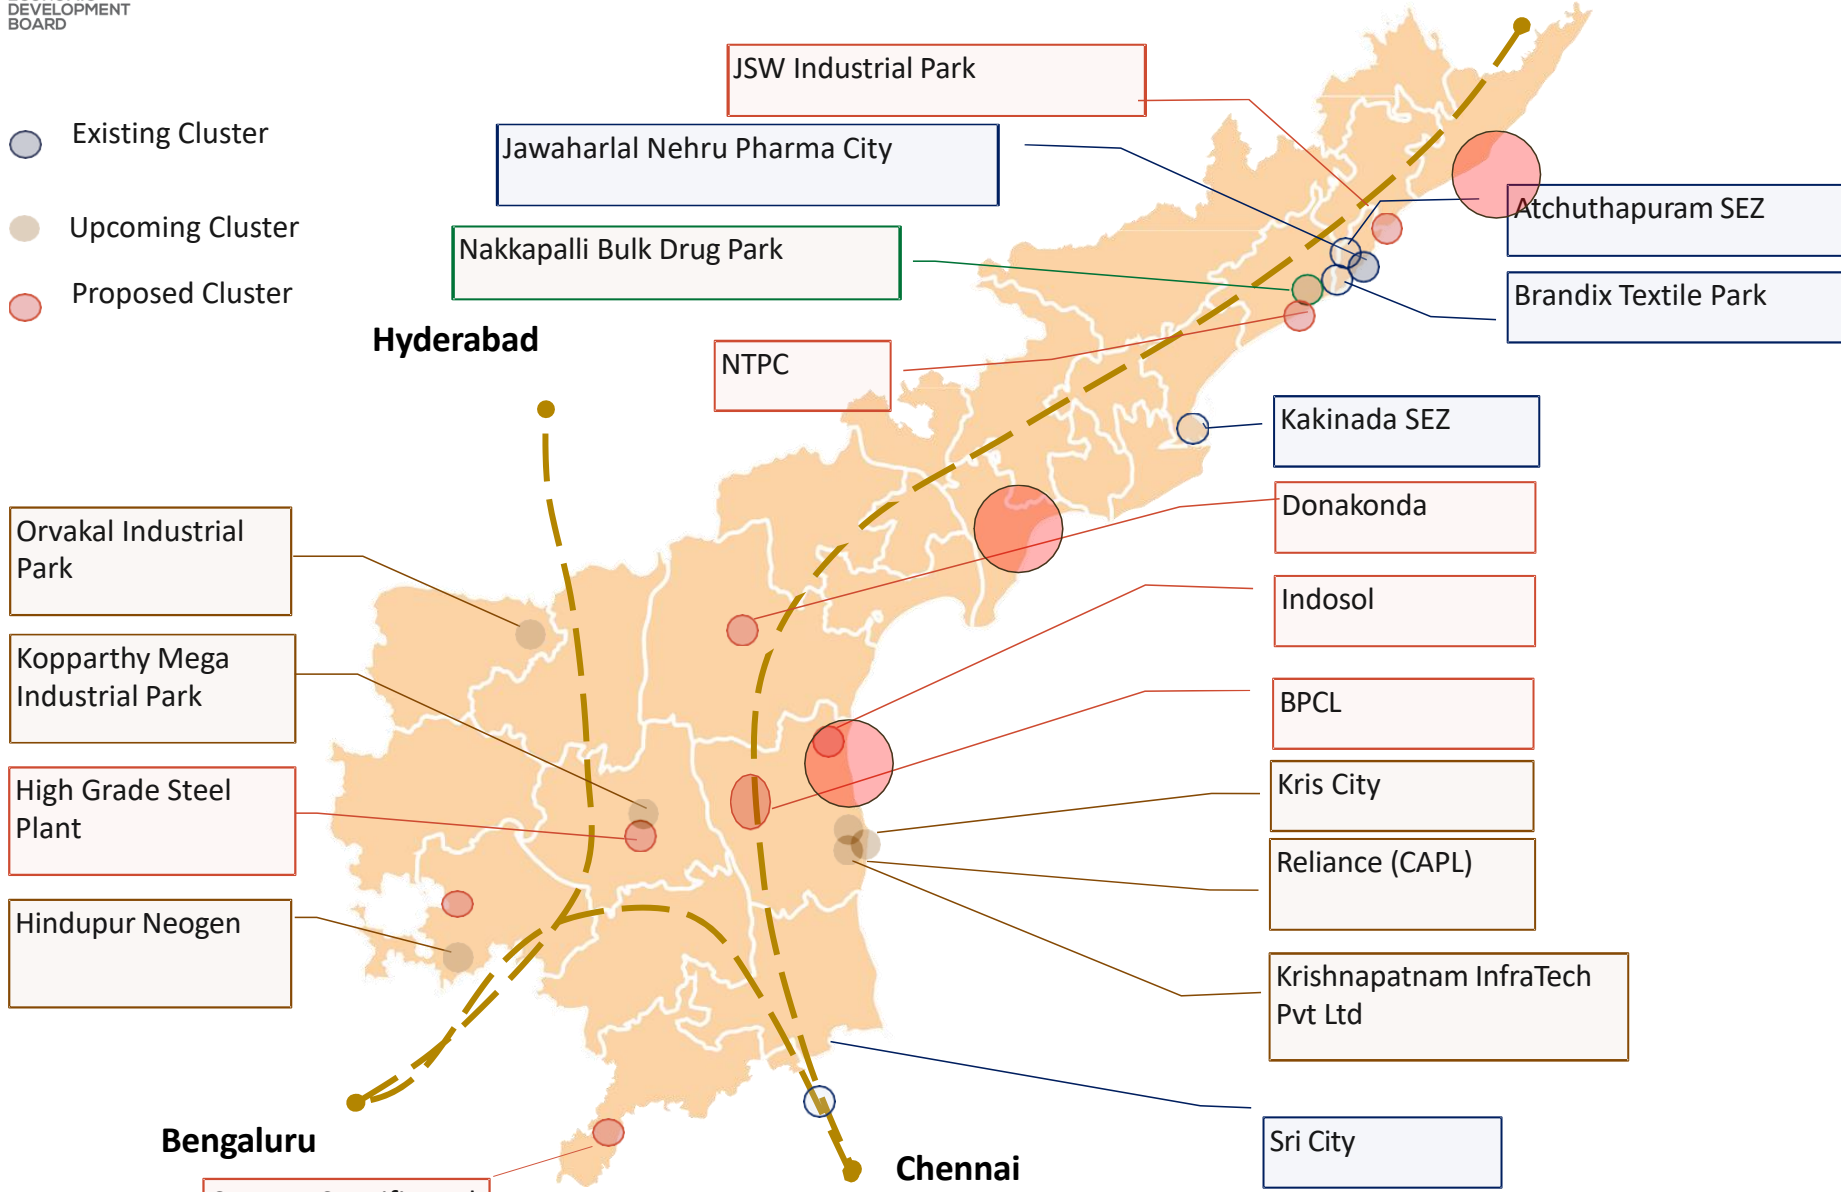 DEVELOPMENT
BOARD
Existing Cluster
Upcoming Cluster
Proposed Cluster
JSW Industrial Park
Jawaharlal Nehru Pharma City
Nakkapalli Bulk Drug Park
NTPC
Atchuthapuram SEZ
Brandix Textile Park
Kakinada SEZ
Donakonda
Indosol
BPCL
Kris City
Reliance (CAPL)
Krishnapatnam InfraTech
Pvt Ltd
Sri City
Hyderabad
Orvakal Industrial
Park
Kopparthy Mega
Industrial Park
High Grade Steel
Plant
Hindupur Neogen
Bengaluru
Chennai